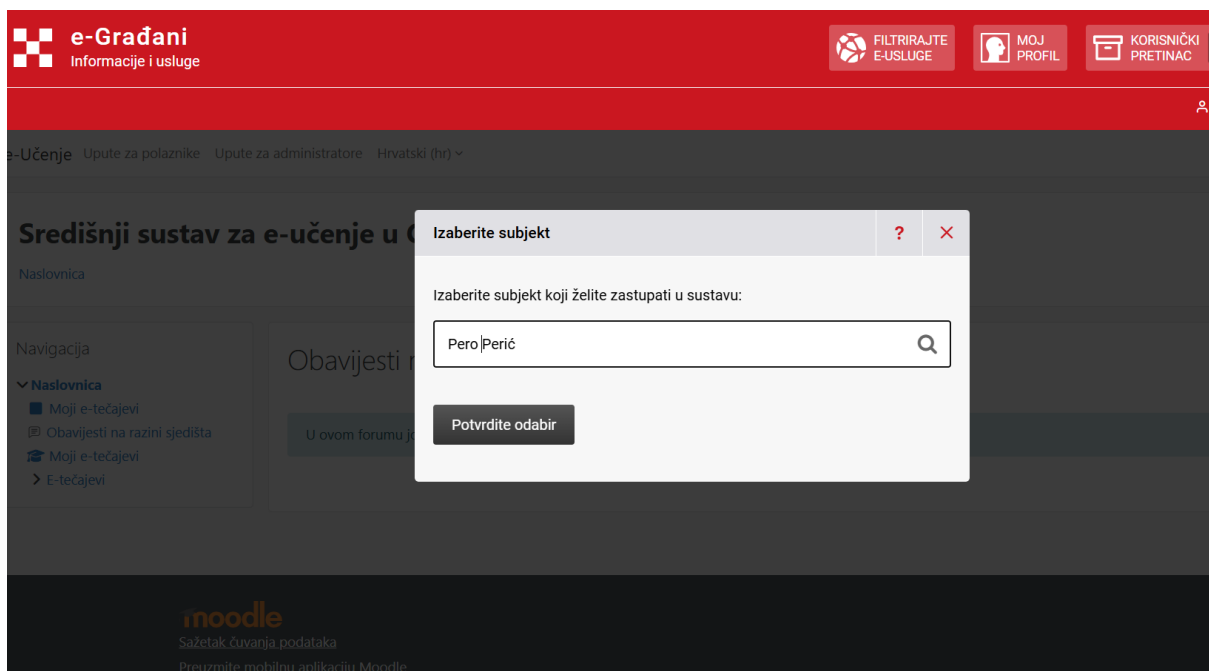 e-Građani
Informacije i usluge
FILTRIRAJTE
E-USLUGE
MOJ
PROFIL
KORISNIČKI
PRETINAC
e-Učenje Upute za polaznike Upute za administratore Hrvatski (hr)
Središnji sustav za e-učenje u
Naslovnica
Izaberite subjekt
?
Izaberite subjekt koji želite zastupati u sustavu:
Pero Perić
Potvrdite odabir
Navigacija
Naslovnica
Moji e-tečajevi
Obavijesti na razini sjedišta
Moji e-tečajevi
E-tečajevi
Obavijesti
U ovom forumu
moodle
Sažetak čuvanja podataka
Preuzmite mobilnu aplikaciju Moodle